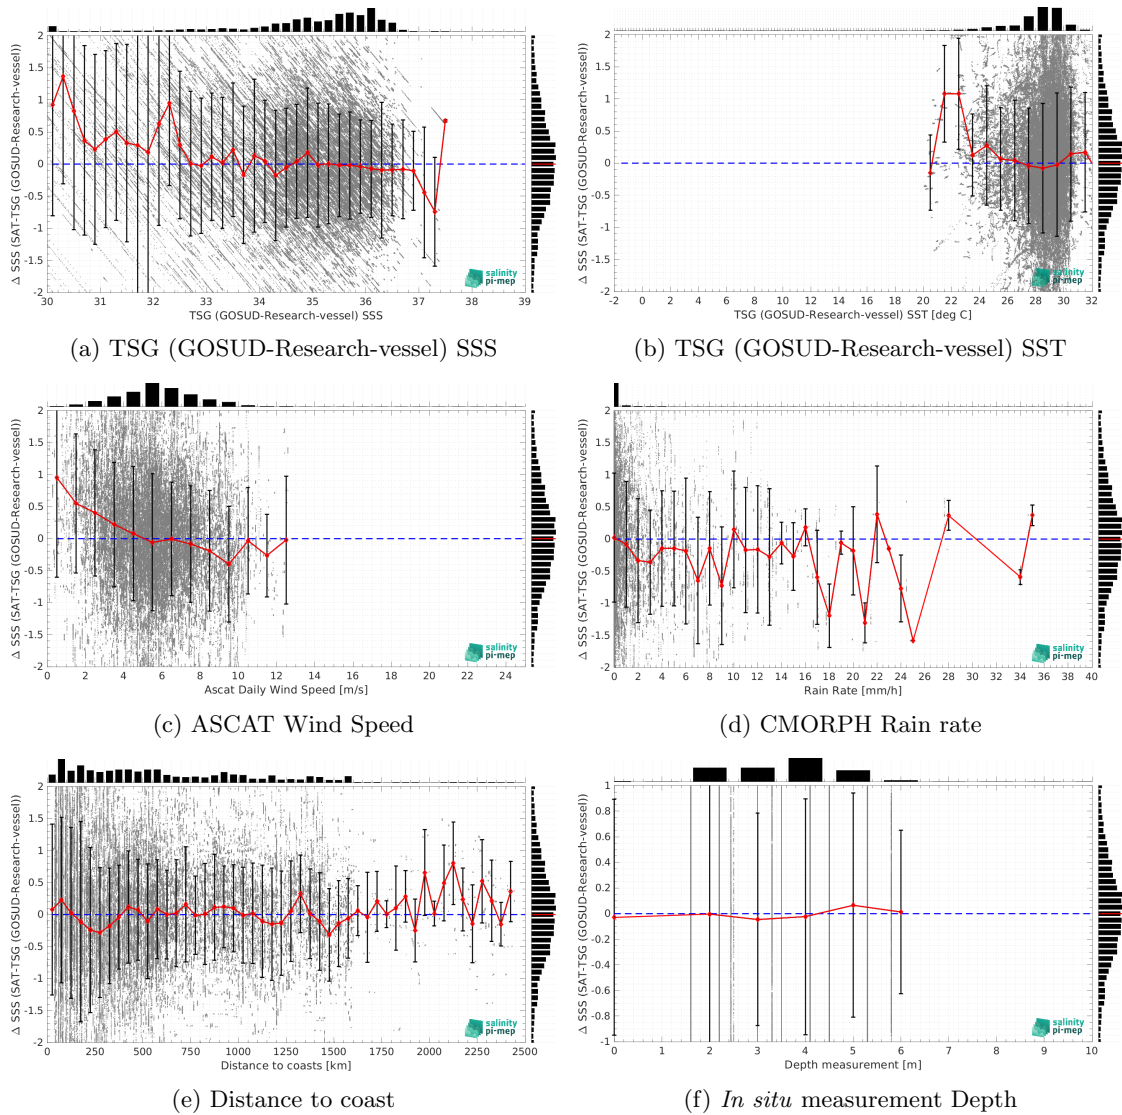 Δ SSS (SAT-TSG (GOSUD-Research-vessel))
2
1.5
1
0.5
0
-0.5
-1
-1.5
-2
30 31 32 33 34 35 36 37 38 39
TSG (GOSUD-Research-vessel) SSS
salinity
pi-mep
(a) TSG (GOSUD-Research-vessel) SSS
Δ SSS (SAT-TSG (GOSUD-Research-vessel))
2
1.5
1
0.5
0
-0.5
-1
-1.5
-2
-2 0 2 4 6 8 10 12 14 16 18 20 22 24 26 28 30 32
TSG (GOSUD-Research-vessel) SST [deg C]
salinity
pi-mep
(b) TSG (GOSUD-Research-vessel) SST
Δ SSS (SAT-TSG (GOSUD-Research-vessel))
2
1.5
1
0.5
0
-0.5
-1
-1.5
-2
0 2 4 6 8 10 12 14 16 18 20 22 24
Ascat Daily Wind Speed [m/s]
salinity
pi-mep
(c) ASCAT Wind Speed
Δ SSS (SAT-TSG (GOSUD-Research-vessel))
2
1.5
1
0.5
0
-0.5
-1
-1.5
-2
0 2 4 6 8 10 12 14 16 18 20 22 24 26 28 30 32 34 36 38 40
Rain Rate [mm/h]
salinity
pi-mep
(d) CMORPH Rain rate
Δ SSS (SAT-TSG (GOSUD-Research-vessel))
2
1.5
1
0.5
0
-0.5
-1
-1.5
-2
0 250 500 750 1000 1250 1500 1750 2000 2250 2500
Distance to coasts [km]
salinity
pi-mep
(e) Distance to coast
Δ SSS (SAT-TSG (GOSUD-Research-vessel))
1
0.8
0.6
0.4
0.2
0
-0.2
-0.4
-0.6
-0.8
-1
0 1 2 3 4 5 6 7 8 9 10
Depth measurement [m]
salinity
pi-mep
(f) In situ measurement Depth